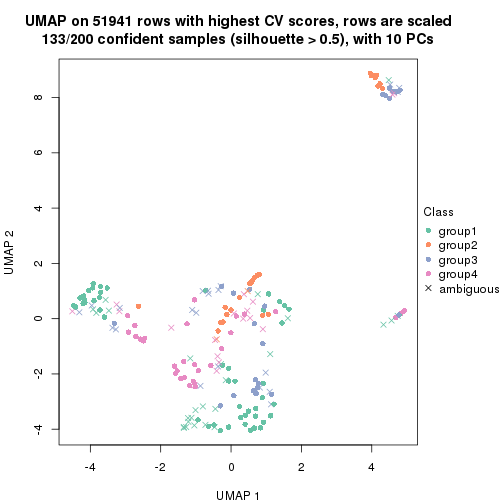 UMAP on 51941 rows with highest CV scores, rows are scaled
133/200 confident samples (silhouette > 0.5), with 10 PCs
8
6
4
2
0
-2
-4
UMAP 2
-4
-2
0
2
4
UMAP 1
Class
group1
group2
group3
group4
ambiguous